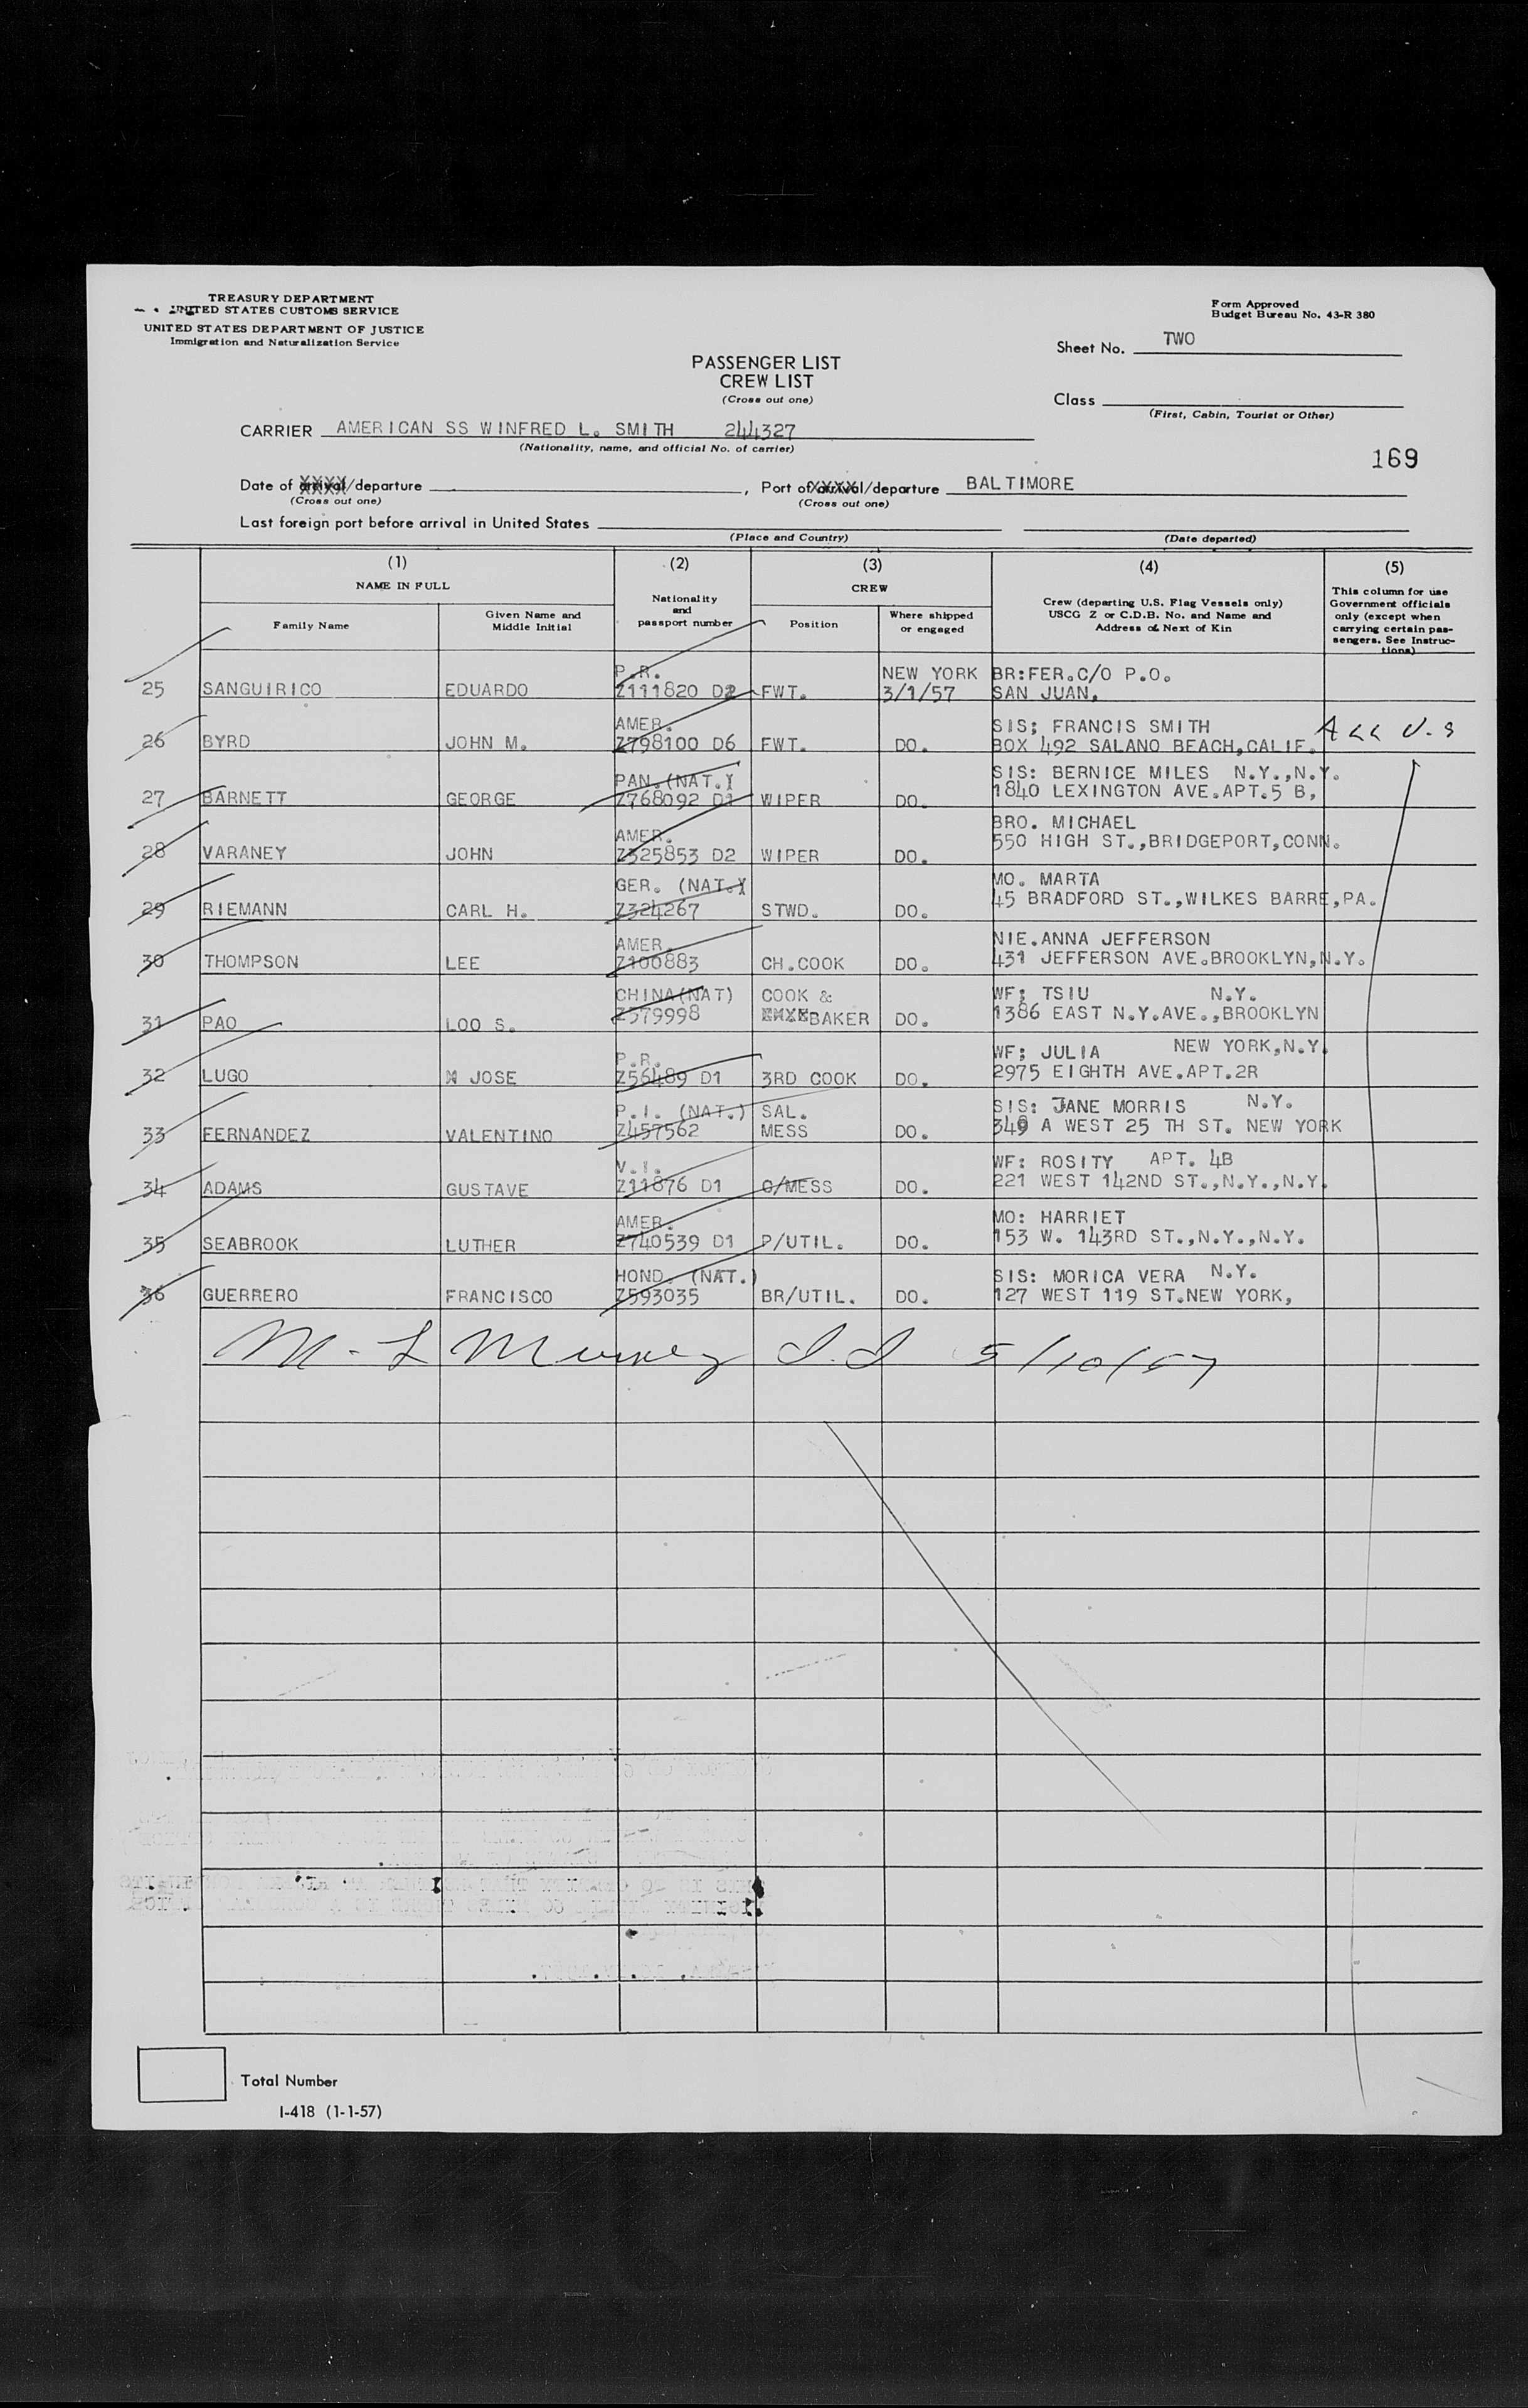 TREASURY DEPARTMENT
UNITED STATES CUSTOMS SERVICE
UNITED STATES DEPARTMENT OF JUSTICE
Immigration and Naturalization Service
Form Approved
Budget Bureau No. 43-R 380
Sheet No. TWO
PASSENGER LIST
CREW LIST
(Cross out one)
Class
(First, Cabin, Tourist or Other)
CARRIER AMERICAN SS WINFRED L. SMITH 244327
(Nationality, name, and official No. of carrier)
169
Date of arrival/departure , Port of arrival/departure BALTIMORE
(Cross out one) (Cross out one)
Last foreign port before arrival in United States
(Place and Country) (Date departed)
(1) (2) (3) (4) (5)
NAME IN FULL
Family Name
Given Name and Middle Initial
Nationality and passport number
CREW
Position
Where shipped or engaged
Crew (departing U.S. Flag Vessels only)
USCG Z or C.D.B. No. and Name and
Address of Next of Kin
This column for use
Government officials
only (except when
carrying certain pas-
sengers. See Instruc-
tions)
P.R. NEW YORK BR:FER.C/O P.O.
25 SANGUIRICO EDUARDO Z111820 D2 FWT. 3/1/57 SAN JUAN,
AMER. SIS; FRANCIS SMITH ALL U.S
26 BYRD JOHN M. Z798100 D6 FWT. DO. BOX 492 SALANO BEACH,CALIF.
PAN.(NAT.) SIS: BERNICE MILES N.Y.,N.Y.
27 BARNETT GEORGE Z768092 D1 WIPER DO. 1840 LEXINGTON AVE.APT.5 B,
AMER. BRO. MICHAEL
28 VARANEY JOHN Z325853 D2 WIPER DO. 550 HIGH ST.,BRIDGEPORT,CONN.
GER. (NAT.) MO. MARTA
29 RIEMANN CARL H. Z324267 STWD. DO. 45 BRADFORD ST.,WILKES BARRE,PA.
AMER. NIE.ANNA JEFFERSON
30 THOMPSON LEE Z100883 CH.COOK DO. 431 JEFFERSON AVE.BROOKLYN,N.Y.
CHINA(NAT) COOK & WF; TSIU N.Y.
31 PAO LOO S. Z579998 BAKER DO. 1386 EAST N.Y.AVE.,BROOKLYN
P.R. WF; JULIA NEW YORK,N.Y.
32 LUGO JOSE Z56489 D1 3RD COOK DO. 2975 EIGHTH AVE.APT.2R
P.I. (NAT.) SAL. SIS: JANE MORRIS N.Y.
33 FERNANDEZ VALENTINO Z457562 MESS DO. 349 A WEST 25 TH ST. NEW YORK
V.I. WF: ROSITY APT. 4B
34 ADAMS GUSTAVE Z11876 D1 O/MESS DO. 221 WEST 142ND ST.,N.Y.,N.Y.
AMER. MO: HARRIET
35 SEABROOK LUTHER Z740539 D1 P/UTIL. DO. 153 W. 143RD ST.,N.Y.,N.Y.
HOND. (NAT.) SIS: MORICA VERA N.Y.
36 GUERRERO FRANCISCO Z593035 BR/UTIL. DO. 127 WEST 119 ST.NEW YORK,
5/10/57
Total Number
I-418 (1-1-57)